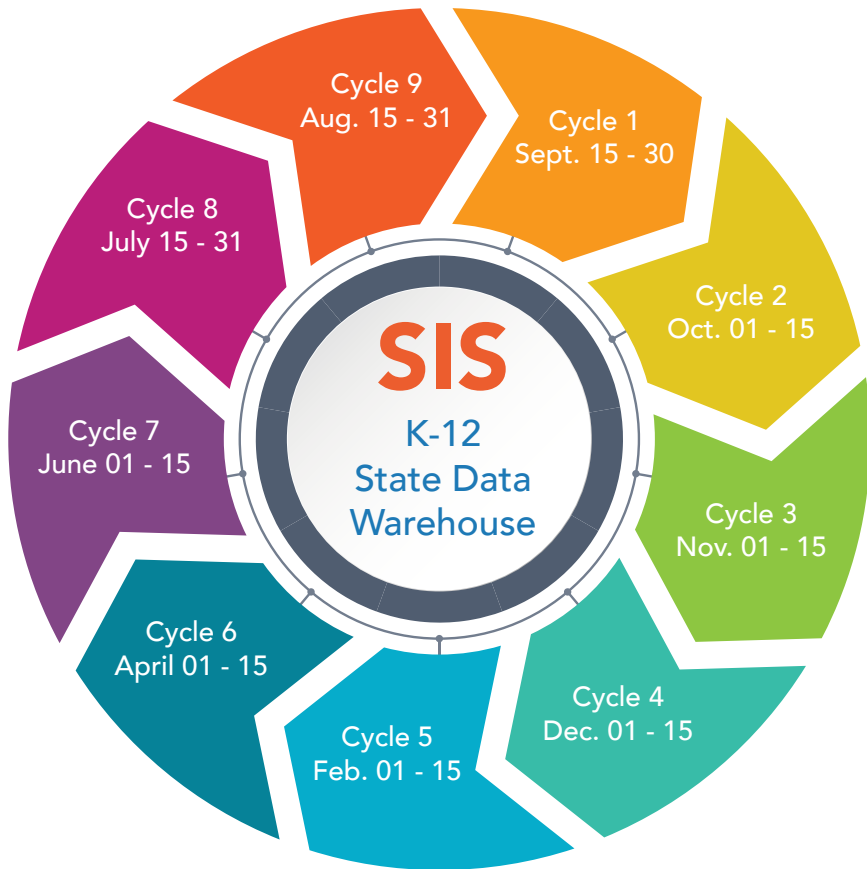 SIS
K-12
State Data
Warehouse
Cycle 1
Sept. 15 - 30
Cycle 2
Oct. 01 - 15
Cycle 3
Nov. 01 - 15
Cycle 4
Dec. 01 - 15
Cycle 5
Feb. 01 - 15
Cycle 6
April 01 - 15
Cycle 7
June 01 - 15
Cycle 8
July 15 - 31
Cycle 9
Aug. 15 - 31